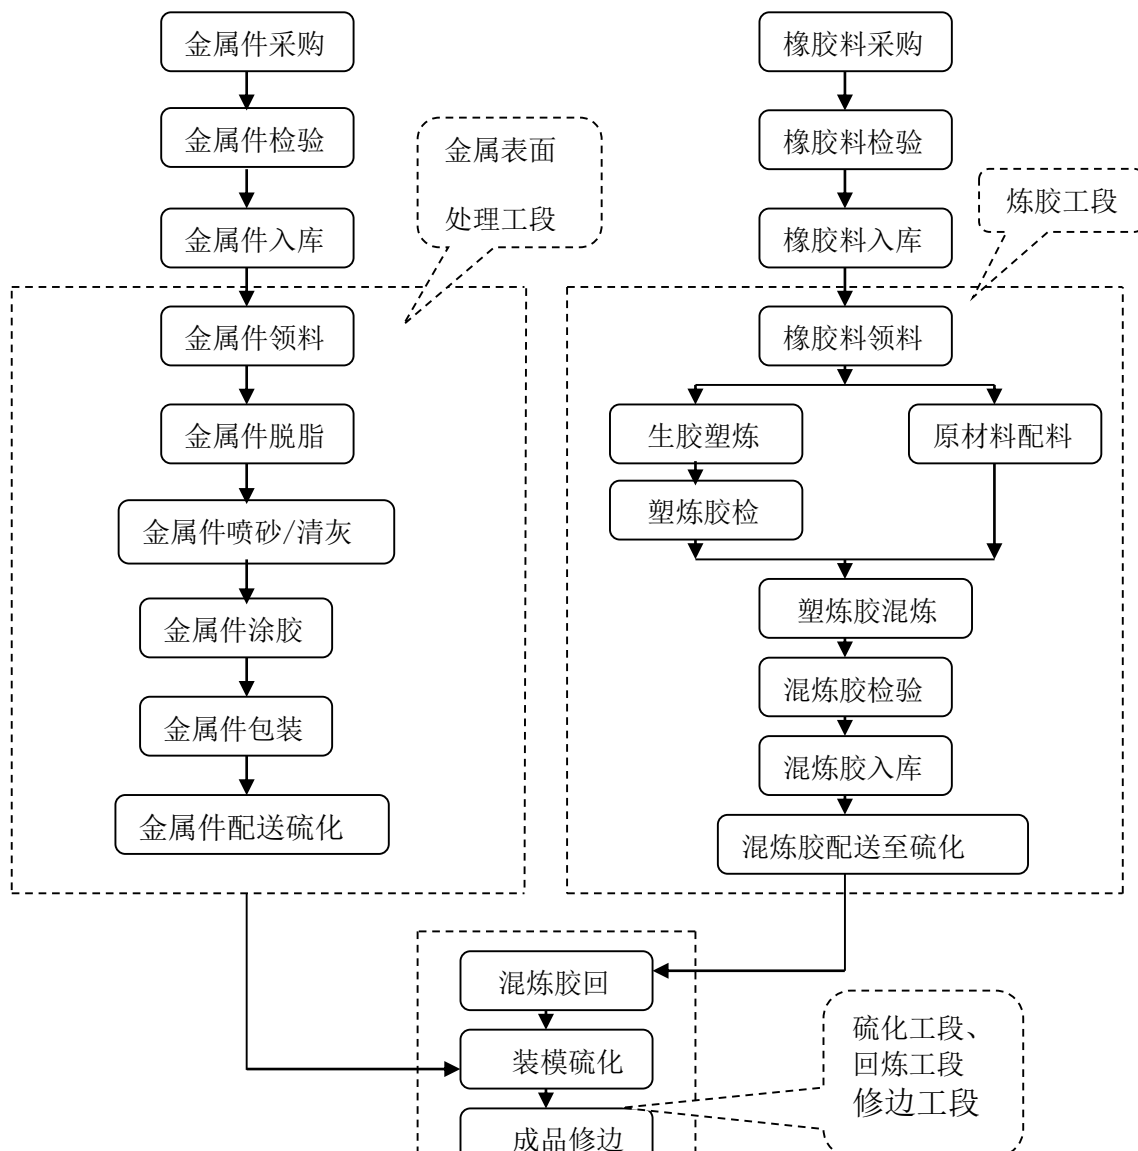 金属件采购
金属件检验
金属件入库
金属表面
处理工段
金属件领料
金属件脱脂
金属件喷砂/清灰
金属件涂胶
金属件包装
金属件配送硫化
橡胶料采购
橡胶料检验
橡胶料入库
炼胶工段
橡胶料领料
生胶塑炼
原材料配料
塑炼胶检
塑炼胶混炼
混炼胶检验
混炼胶入库
混炼胶配送至硫化
混炼胶回
装模硫化
成品修边
硫化工段、
回炼工段
修边工段